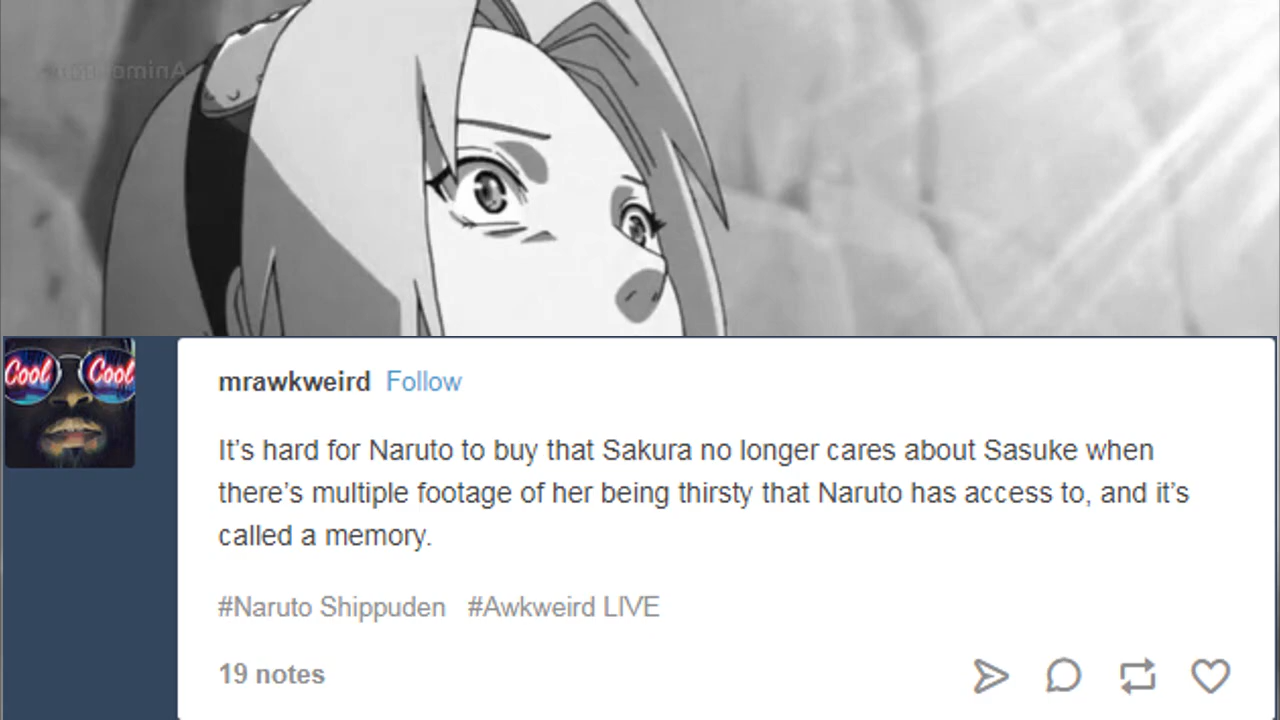 Cool Cool
mrawkweird Follow
It’s hard for Naruto to buy that Sakura no longer cares about Sasuke when
there’s multiple footage of her being thirsty that Naruto has access to, and it’s
called a memory.
#Naruto Shippuden #Awkweird LIVE
19 notes